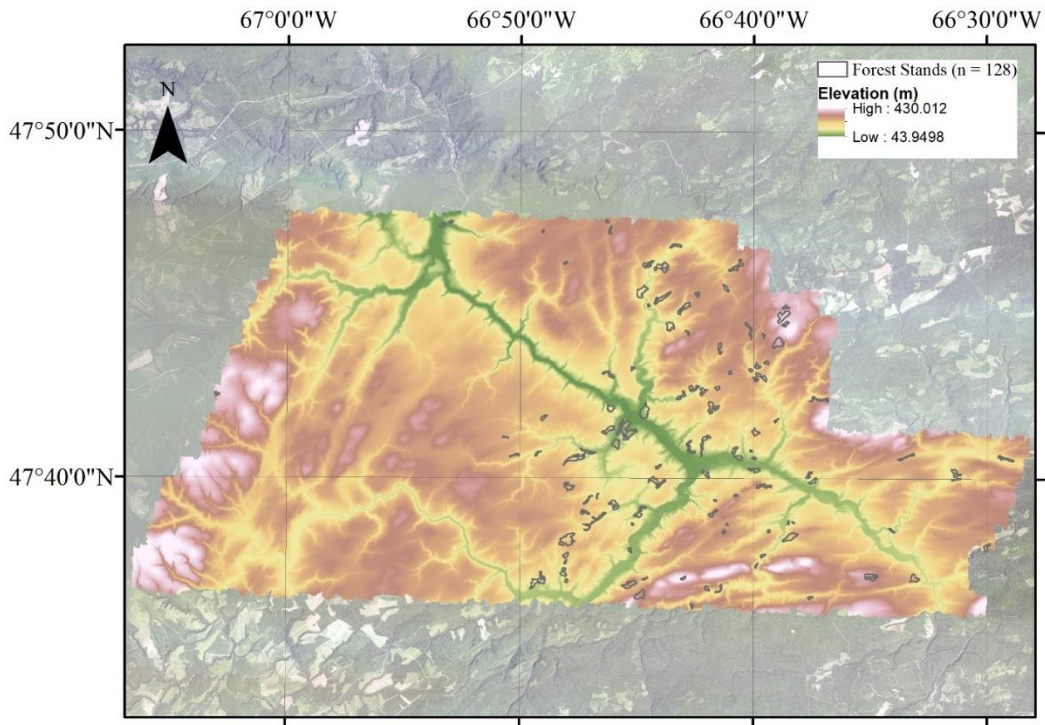 67°0'0"W 66°50'0"W 66°40'0"W 66°30'0"W
N
Forest Stands (n = 128)
Elevation (m)
High : 430.012
Low : 43.9498
47°50'0"N
47°40'0"N